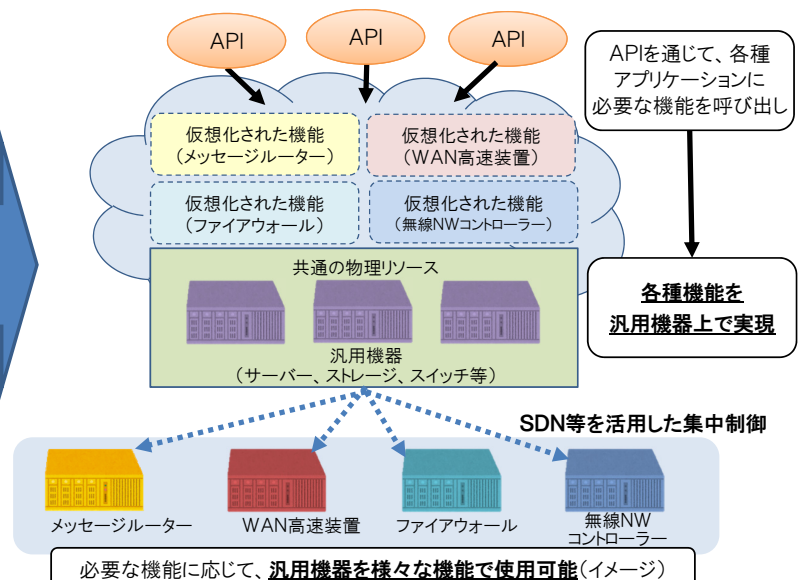 API
API
API
APIを通じて、各種
アプリケーションに
必要な機能を呼び出し
仮想化された機能
（メッセージルーター）
仮想化された機能
（WAN高速装置）
仮想化された機能
（ファイアウォール）
仮想化された機能
（無線NWコントローラー）
共通の物理リソース
汎用機器
（サーバー、ストレージ、スイッチ等）
各種機能を
汎用機器上で実現
SDN等を活用した集中制御
メッセージルーター
WAN高速装置
ファイアウォール
無線NW
コントローラー
必要な機能に応じて、汎用機器を様々な機能で使用可能（イメージ）